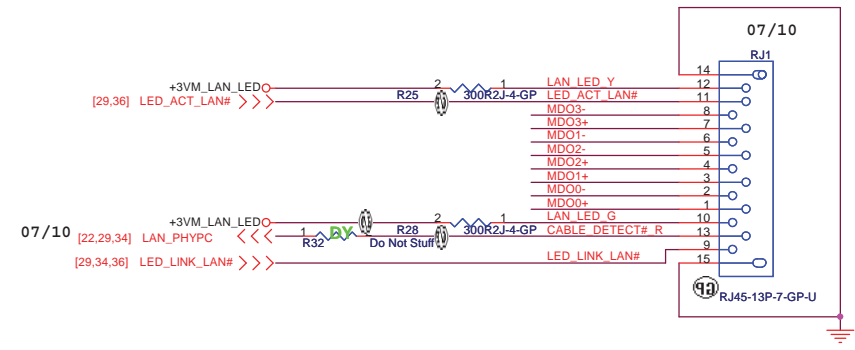 07/10
RJ1
14
+3VM_LAN_LED 2 1 LAN_LED_Y 12
[29,36] LED_ACT_LAN# R25 300R2J-4-GP LED_ACT_LAN# 11
MDO3- 8
MDO3+ 7
MDO1- 6
MDO2- 5
MDO2+ 4
MDO1+ 3
MDO0- 2
MDO0+ 1
+3VM_LAN_LED 2 1 LAN_LED_G 10
07/10 [22,29,34] LAN_PHYPC 1 DY 2 R28 300R2J-4-GP CABLE_DETECT#_R 13
R32 Do Not Stuff
9
[29,34,36] LED_LINK_LAN# LED_LINK_LAN#
15
GP RJ45-13P-7-GP-U